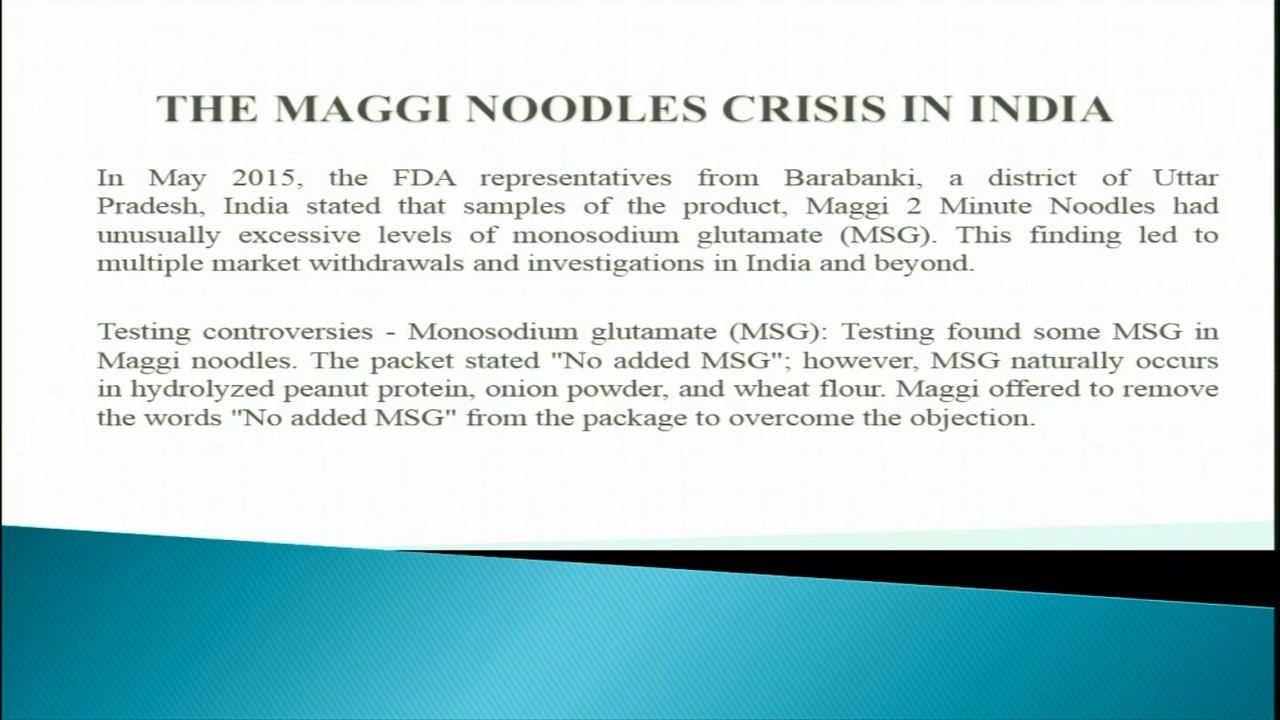 THE MAGGI NOODLES CRISIS IN INDIA
In May 2015, the FDA representatives from Barabanki, a district of Uttar
Pradesh, India stated that samples of the product, Maggi 2 Minute Noodles had
unusually excessive levels of monosodium glutamate (MSG). This finding led to
multiple market withdrawals and investigations in India and beyond.
Testing controversies - Monosodium glutamate (MSG): Testing found some MSG in
Maggi noodles. The packet stated "No added MSG"; however, MSG naturally occurs
in hydrolyzed peanut protein, onion powder, and wheat flour. Maggi offered to remove
the words "No added MSG" from the package to overcome the objection.